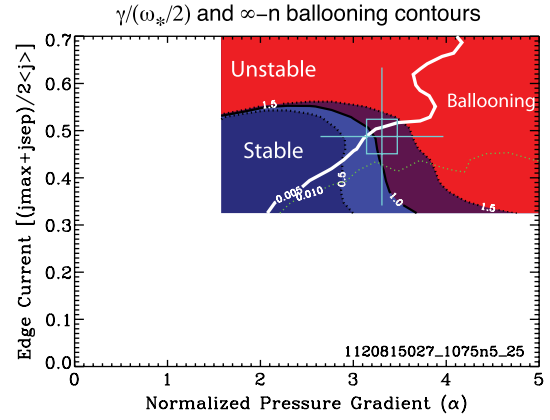 γ/(ω*/2) and ∞-n ballooning contours
0.7
0.6
0.5
0.4
0.3
0.2
0.1
0.0
Edge Current [(jmax+jsep)/2<j>]
Unstable
Ballooning
Stable
1.5
0.5
0.005
0.010
1.0
1.5
1120815027_1075n5_25
0 1 2 3 4 5
Normalized Pressure Gradient (α)